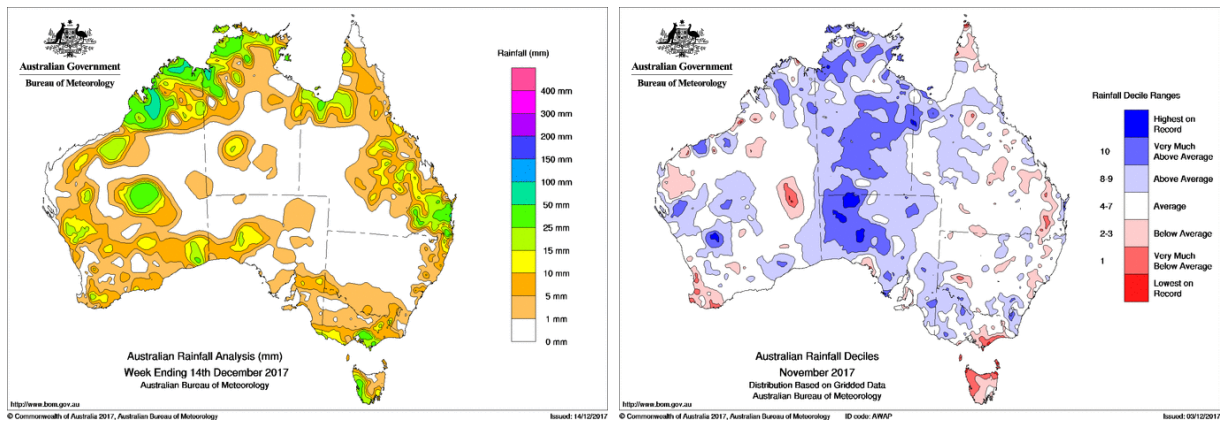 Australian Government
Bureau of Meteorology
Rainfall (mm)
400 mm
300 mm
200 mm
150 mm
100 mm
50 mm
25 mm
15 mm
10 mm
5 mm
1 mm
0 mm
Australian Rainfall Analysis (mm)
Week Ending 14th December 2017
Australian Bureau of Meteorology
http://www.bom.gov.au
© Commonwealth of Australia 2017, Australian Bureau of Meteorology
Issued: 14/12/2017
Australian Government
Bureau of Meteorology
Rainfall Decile Ranges
Highest on
Record
10 Very Much
Above Average
8-9 Above Average
4-7 Average
2-3 Below Average
1 Very Much
Below Average
Lowest on
Record
Australian Rainfall Deciles
November 2017
Distribution Based on Gridded Data
Australian Bureau of Meteorology
http://www.bom.gov.au
© Commonwealth of Australia 2017, Australian Bureau of Meteorology ID code: AWAP
Issued: 03/12/2017